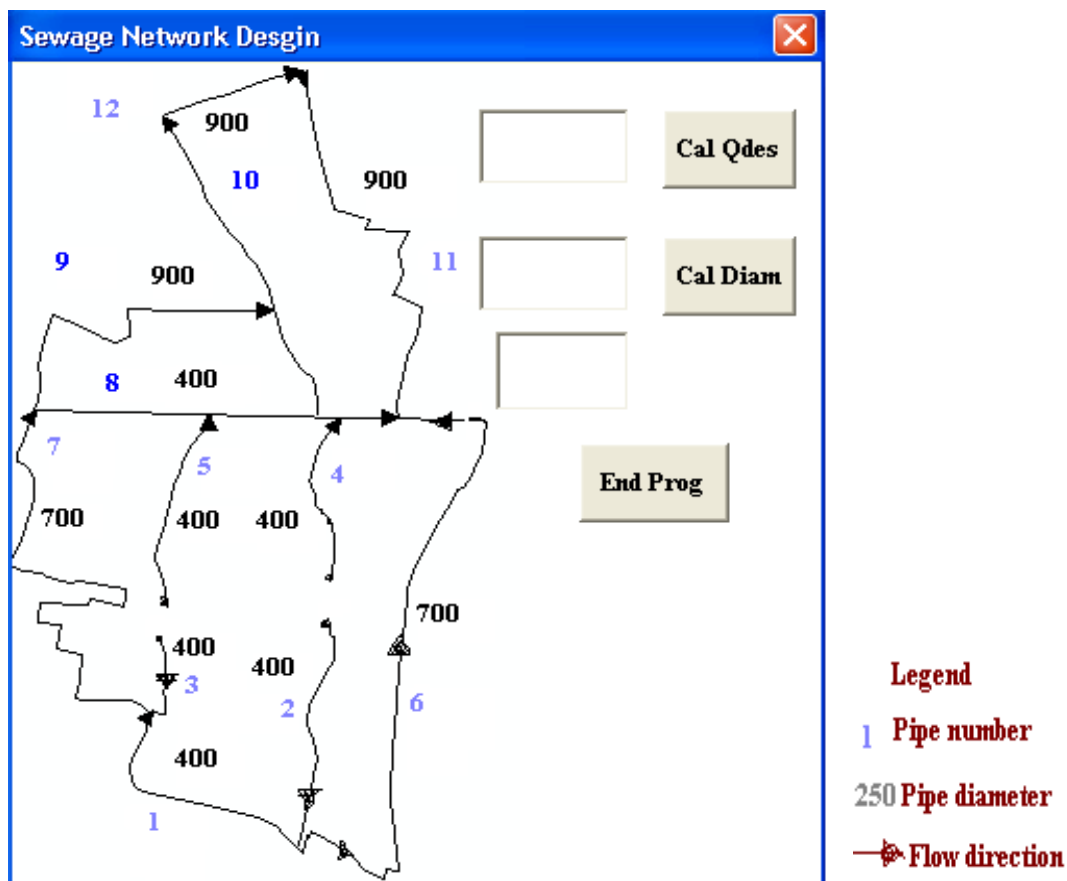 Sewage Network Desgin
12
900
Cal Qdes
10
900
9
11
900
Cal Diam
8
400
7
5
4
End Prog
700
400
400
700
400
400
3
2
6
Legend
1 Pipe number
400
250 Pipe diameter
1
Flow direction